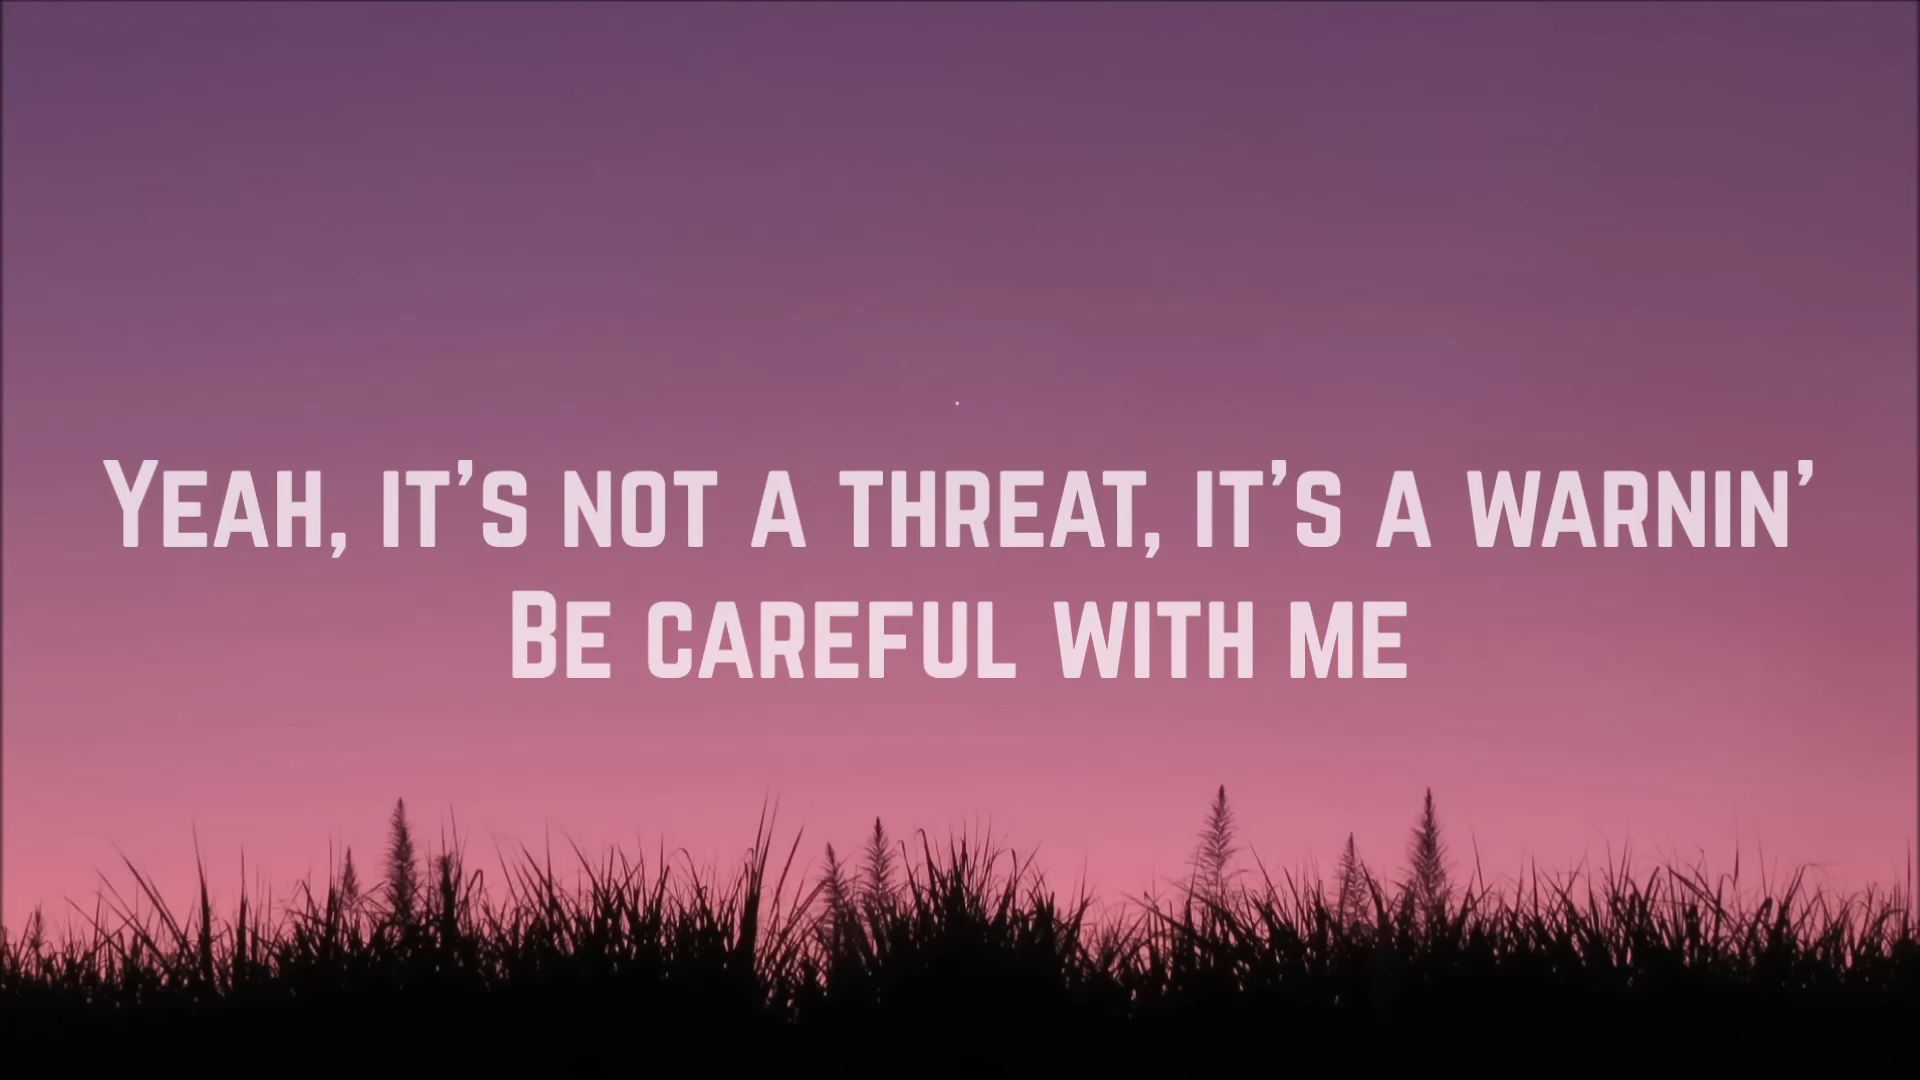 Yeah, it’s not a threat, it’s a warnin’
Be careful with me